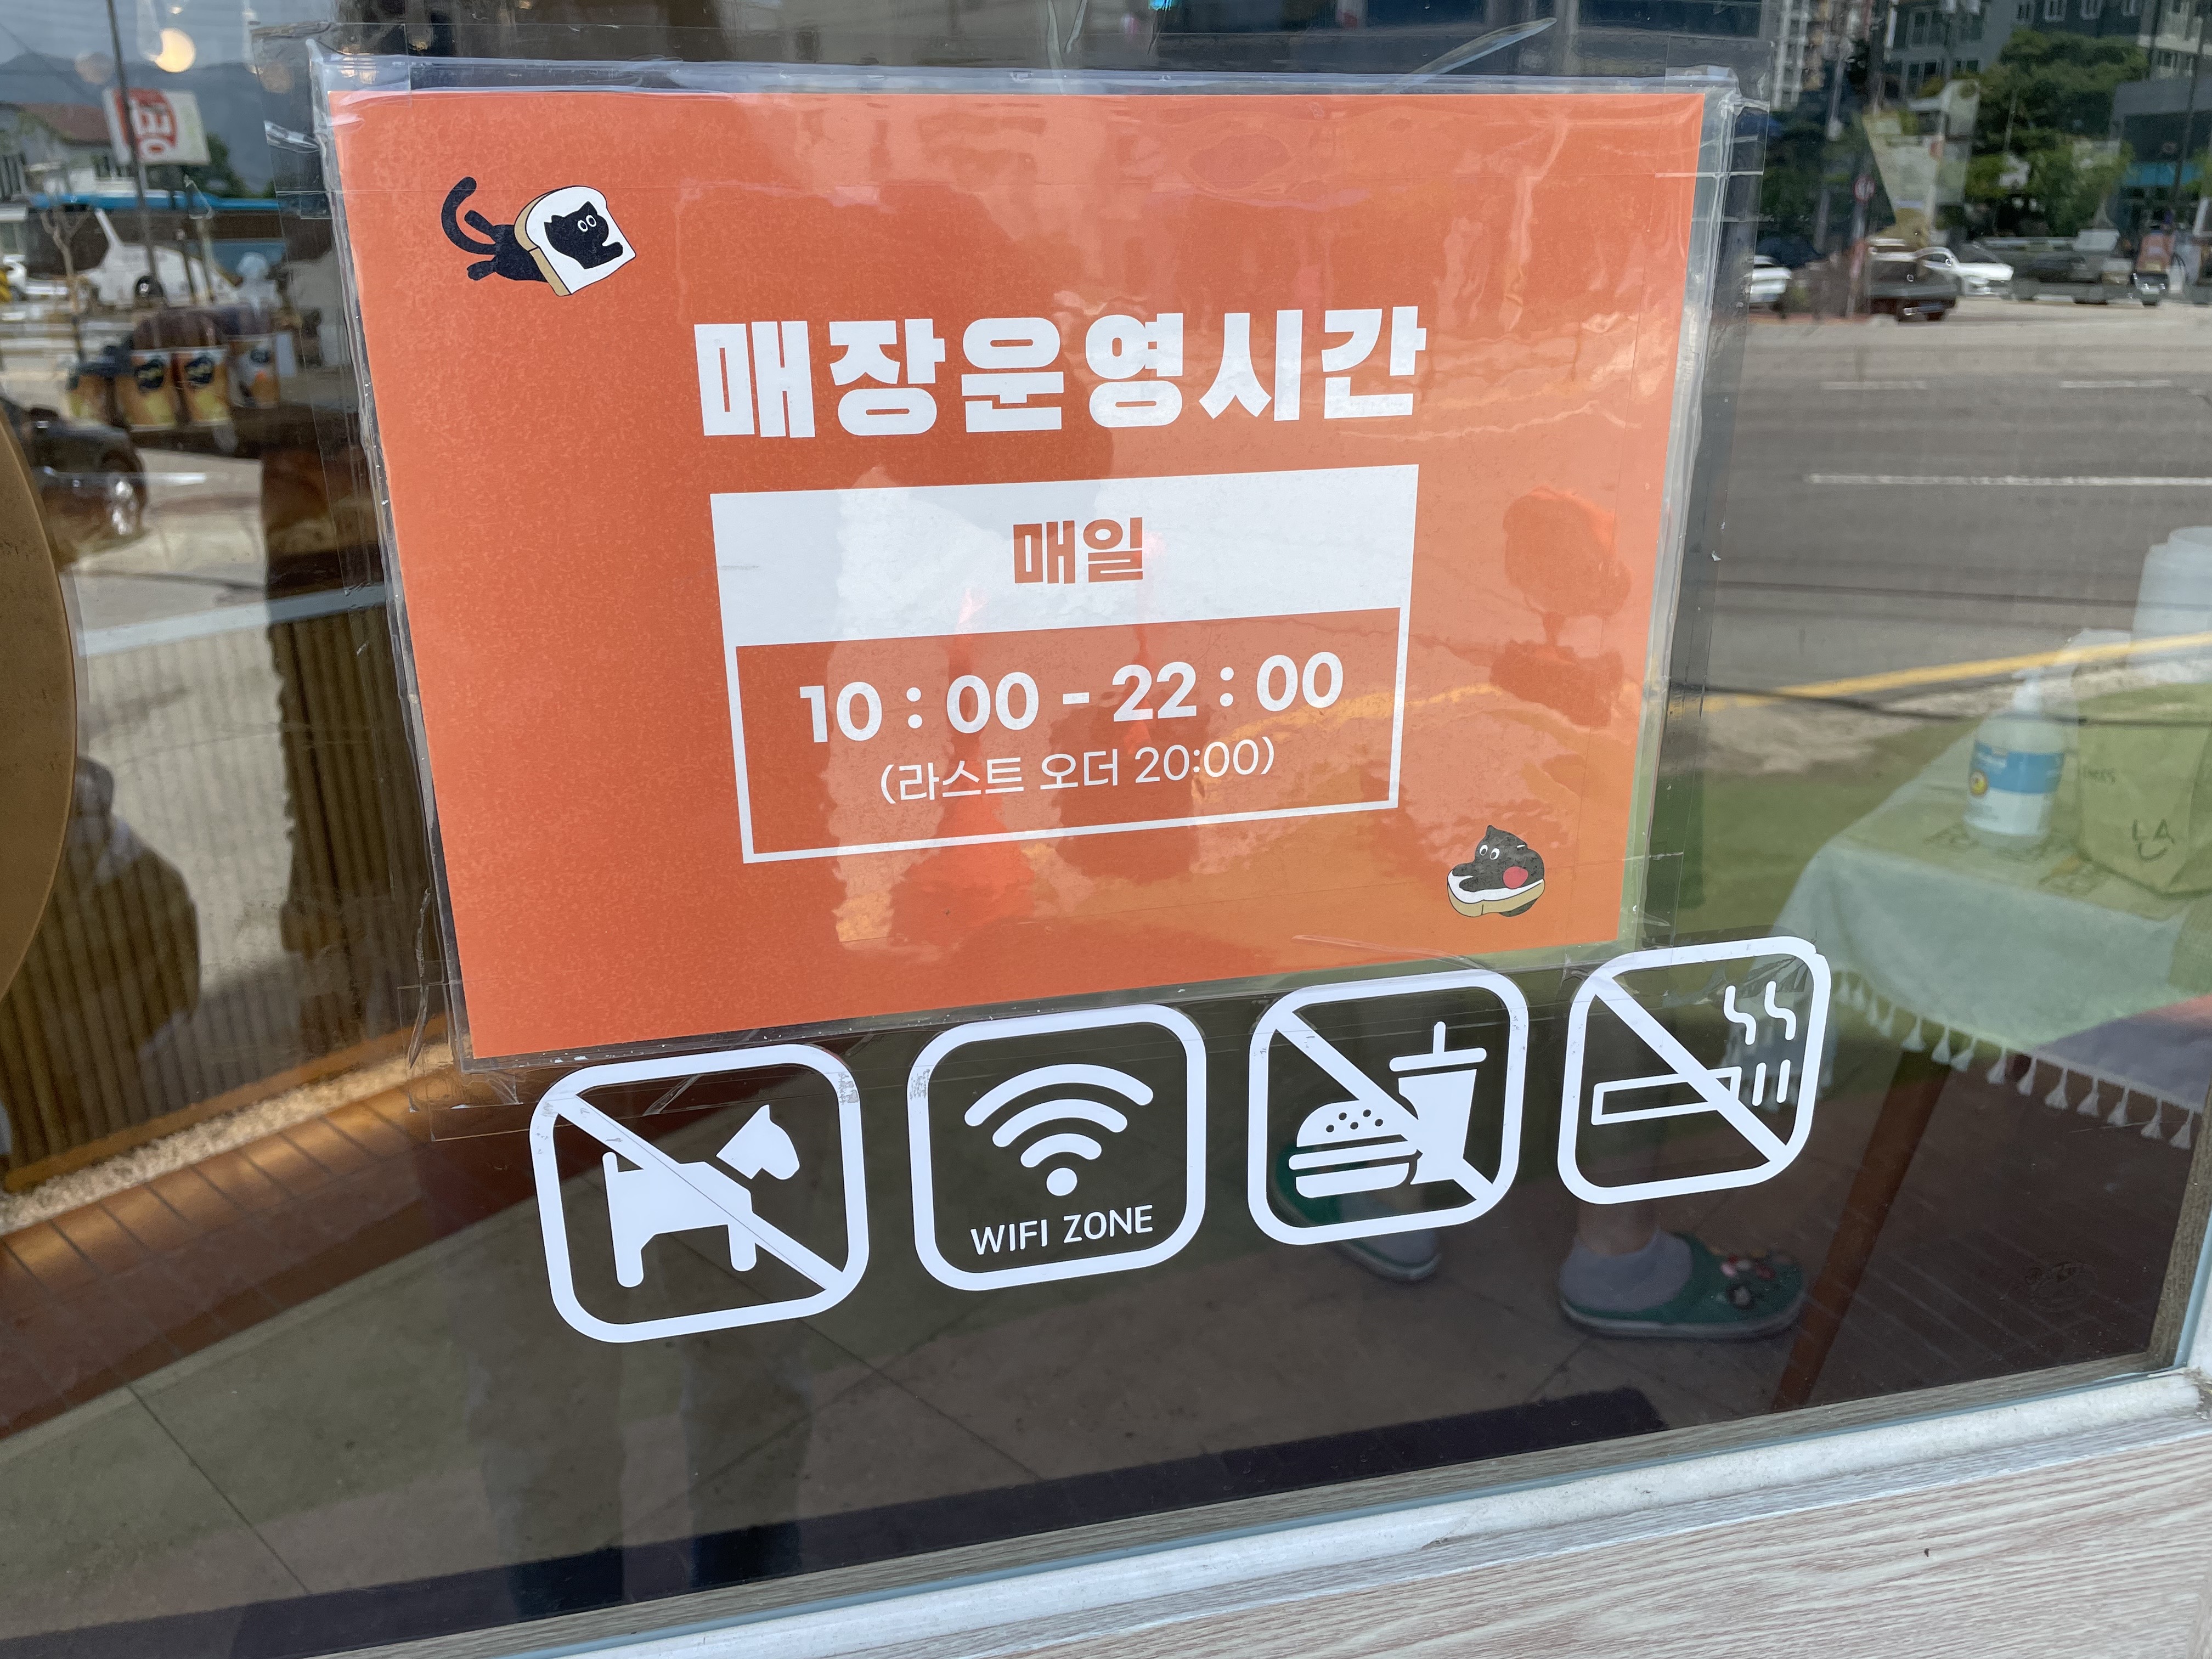 매장운영시간
매일
10 : 00 - 22 : 00
(라스트 오더 20:00)
WIFI ZONE